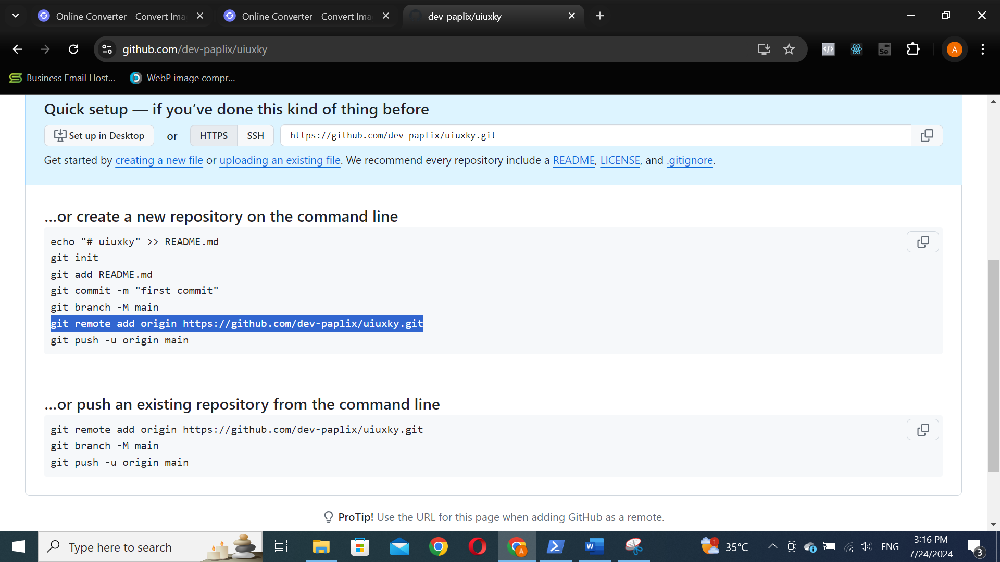 Online Converter - Convert Ima
Online Converter - Convert Ima
dev-paplix/uiuxky
github.com/dev-paplix/uiuxky
Se
A
Business Email Host...
WebP image compr...
Quick setup — if you’ve done this kind of thing before
Set up in Desktop or HTTPS SSH https://github.com/dev-paplix/uiuxky.git
Get started by creating a new file or uploading an existing file. We recommend every repository include a README, LICENSE, and .gitignore.
…or create a new repository on the command line
echo "# uiuxky" >> README.md
git init
git add README.md
git commit -m "first commit"
git branch -M main
git remote add origin https://github.com/dev-paplix/uiuxky.git
git push -u origin main
…or push an existing repository from the command line
git remote add origin https://github.com/dev-paplix/uiuxky.git
git branch -M main
git push -u origin main
ProTip! Use the URL for this page when adding GitHub as a remote.
Type here to search
A
W
1
35°C
ENG
3:16 PM
7/24/2024
3